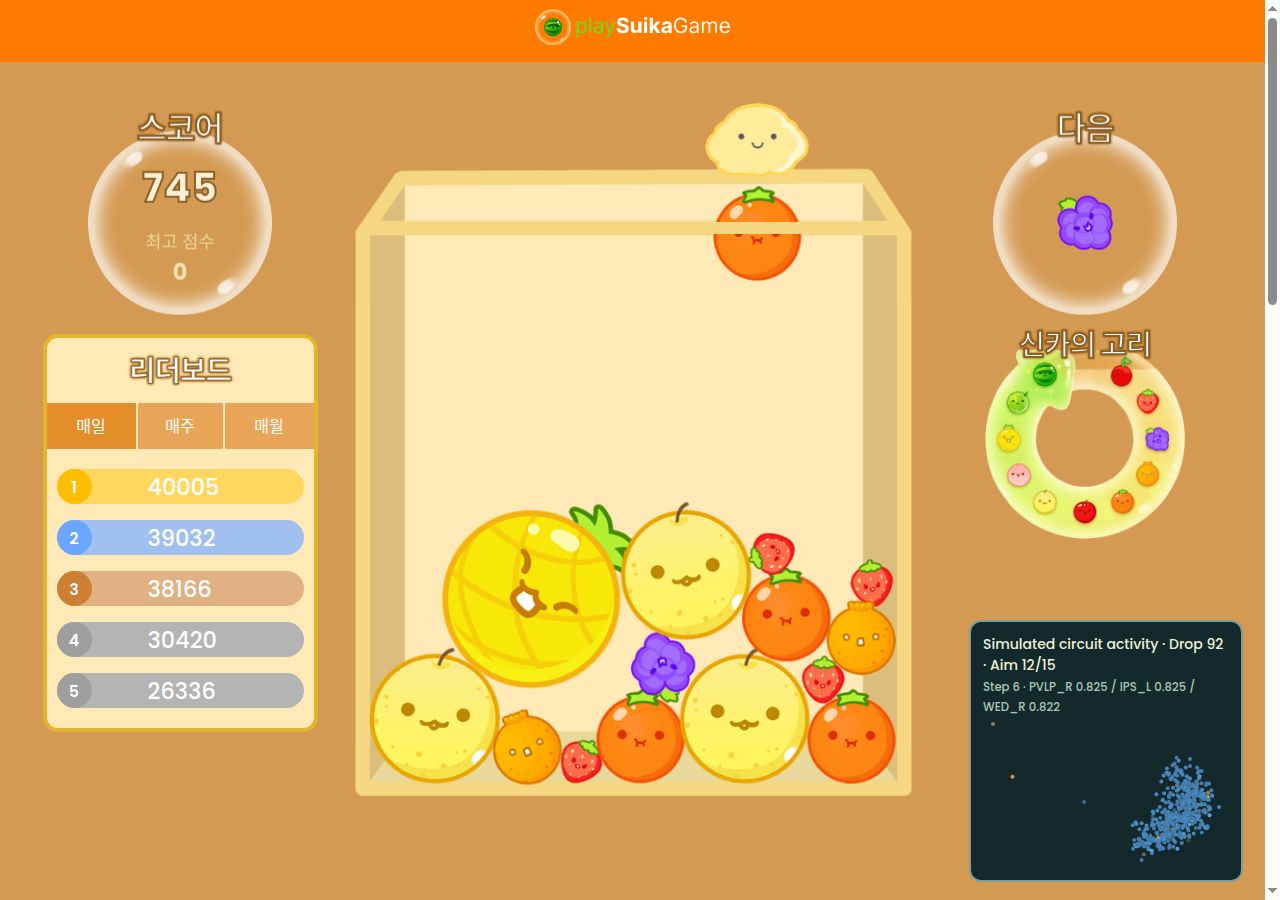 playSuikaGame
스코어
745
최고 점수
0
다음
신카의 고리
리더보드
매일
매주
매월
1 40005
2 39032
3 38166
4 30420
5 26336
Simulated circuit activity · Drop 92
· Aim 12/15
Step 6 · PVLP_R 0.825 / IPS_L 0.825 /
WED_R 0.822